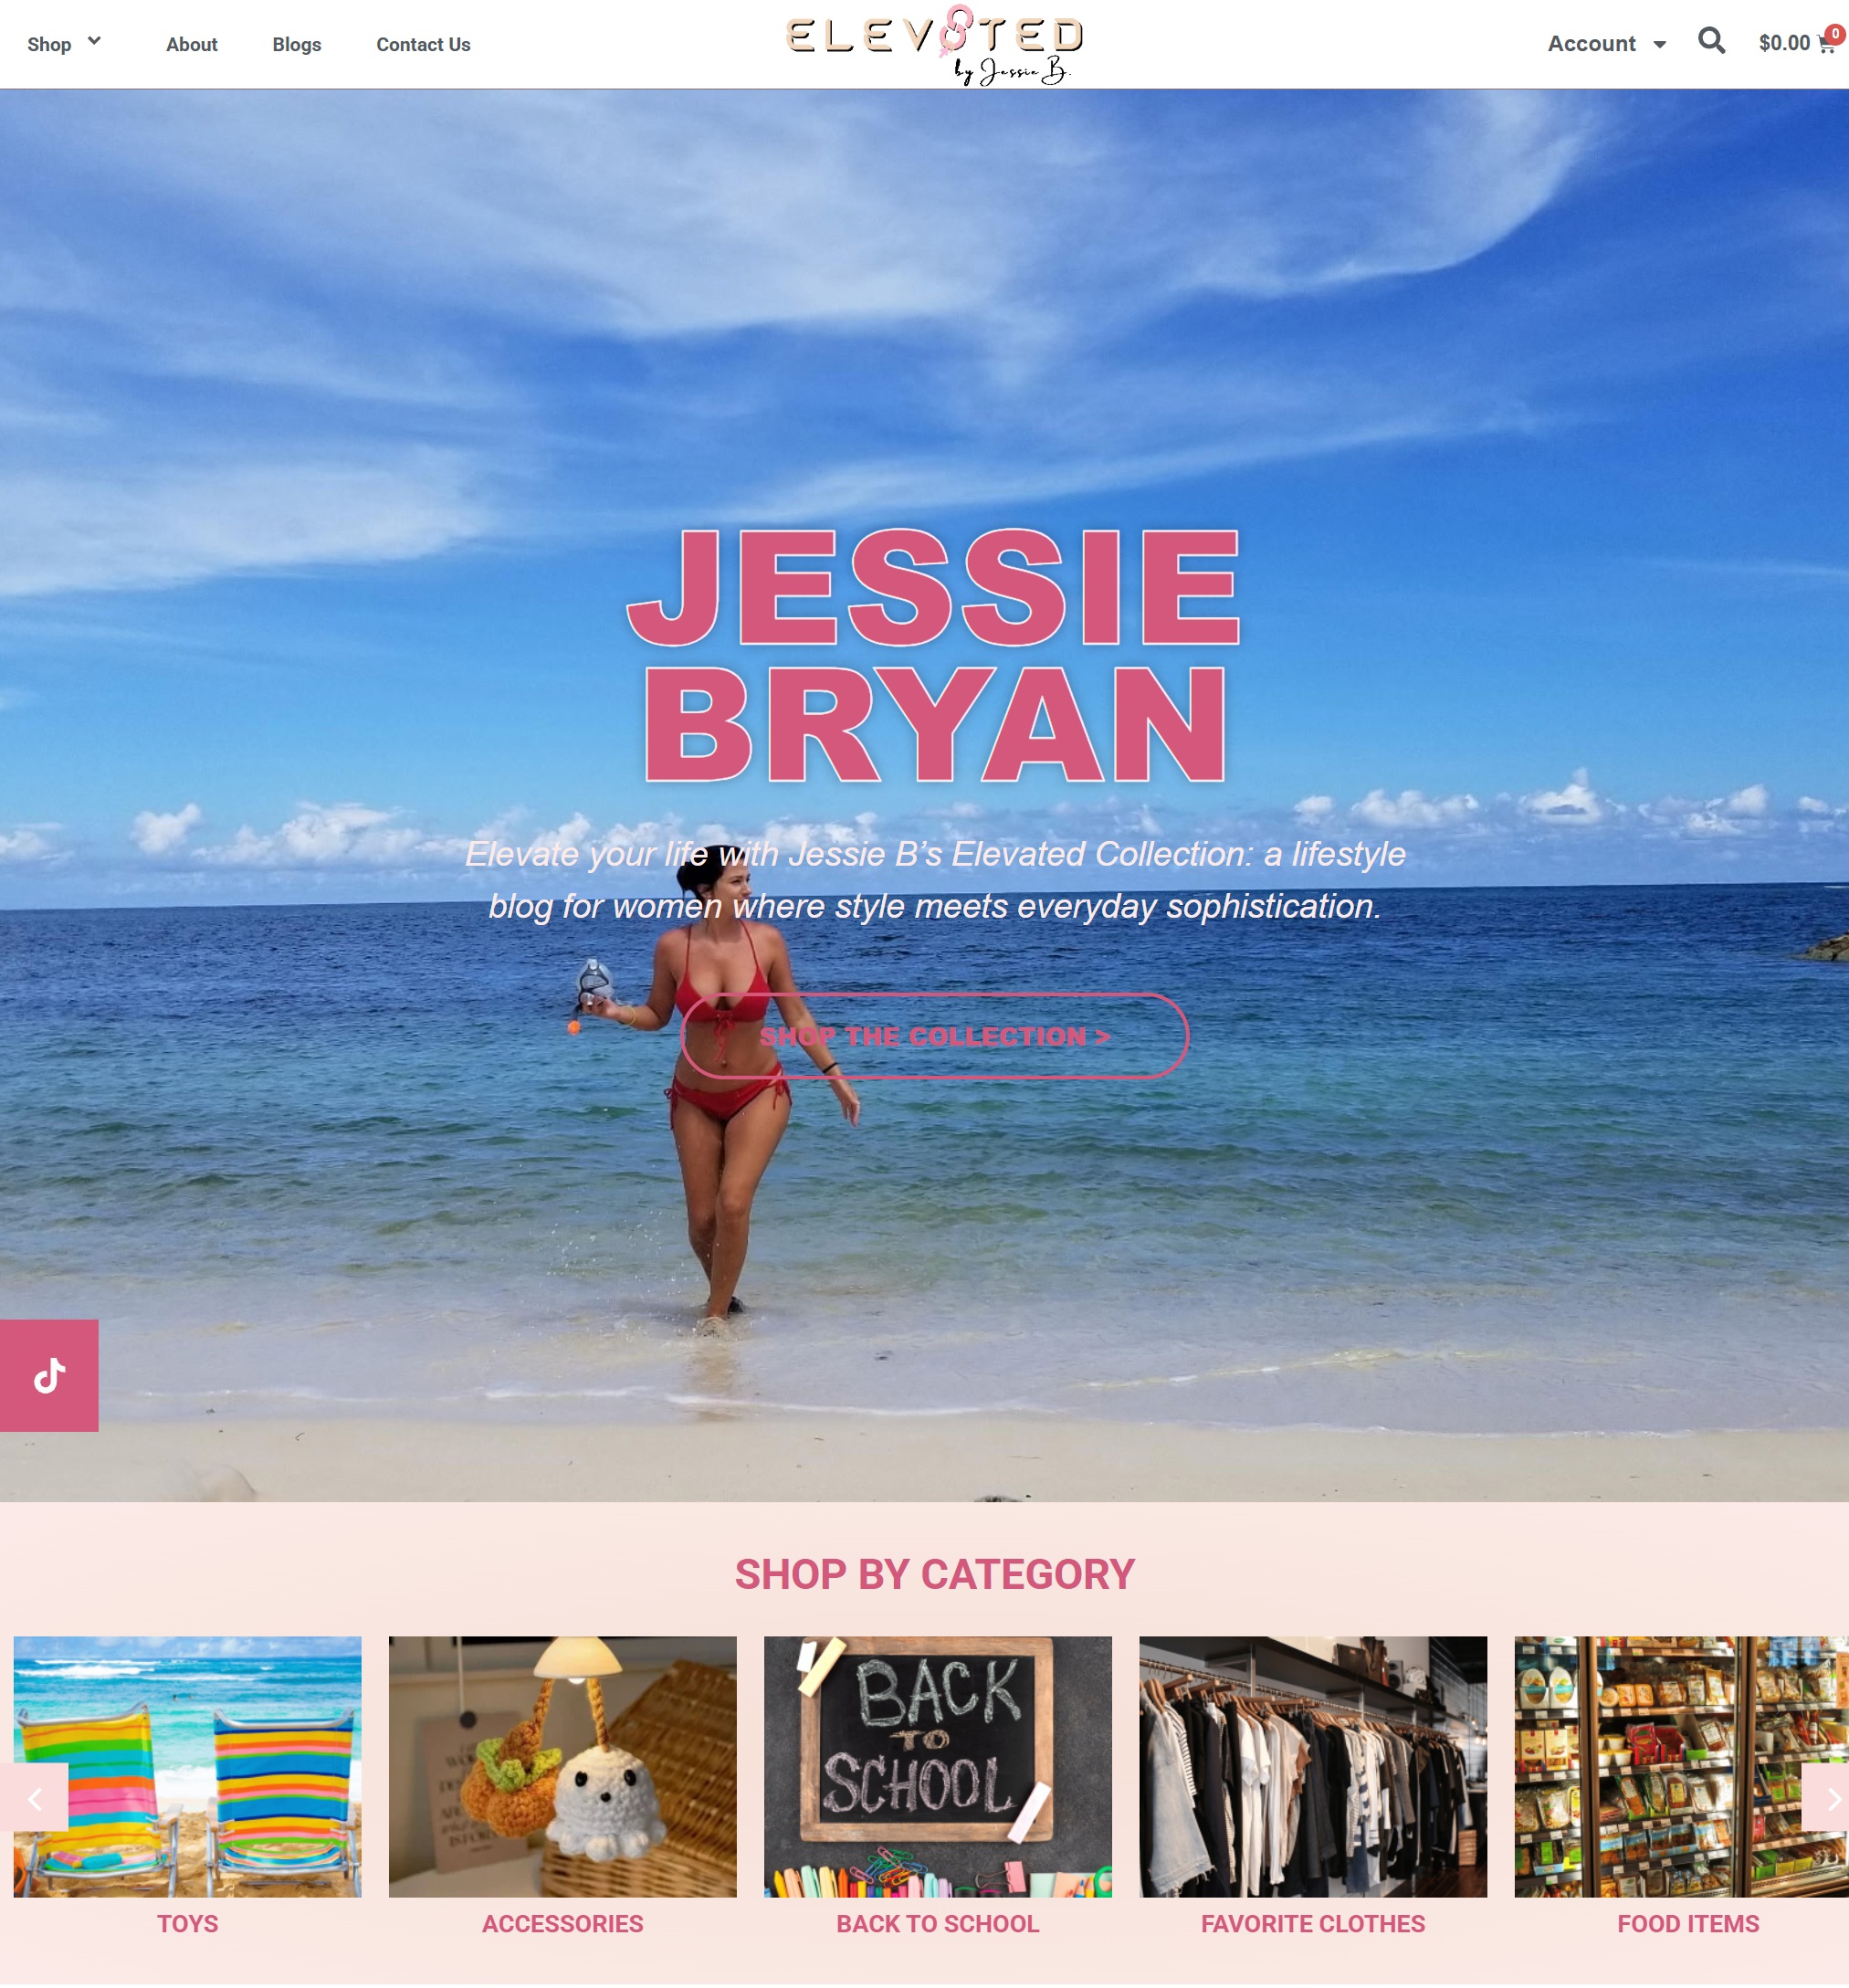 Shop
About
Blogs
Contact Us
ELEV8TED
by Jessie B.
Account
$0.00
0
JESSIE
BRYAN
Elevate your life with Jessie B’s Elevated Collection: a lifestyle
blog for women where style meets everyday sophistication.
SHOP THE COLLECTION >
SHOP BY CATEGORY
BACK
TO
SCHOOL
TOYS
ACCESSORIES
BACK TO SCHOOL
FAVORITE CLOTHES
FOOD ITEMS